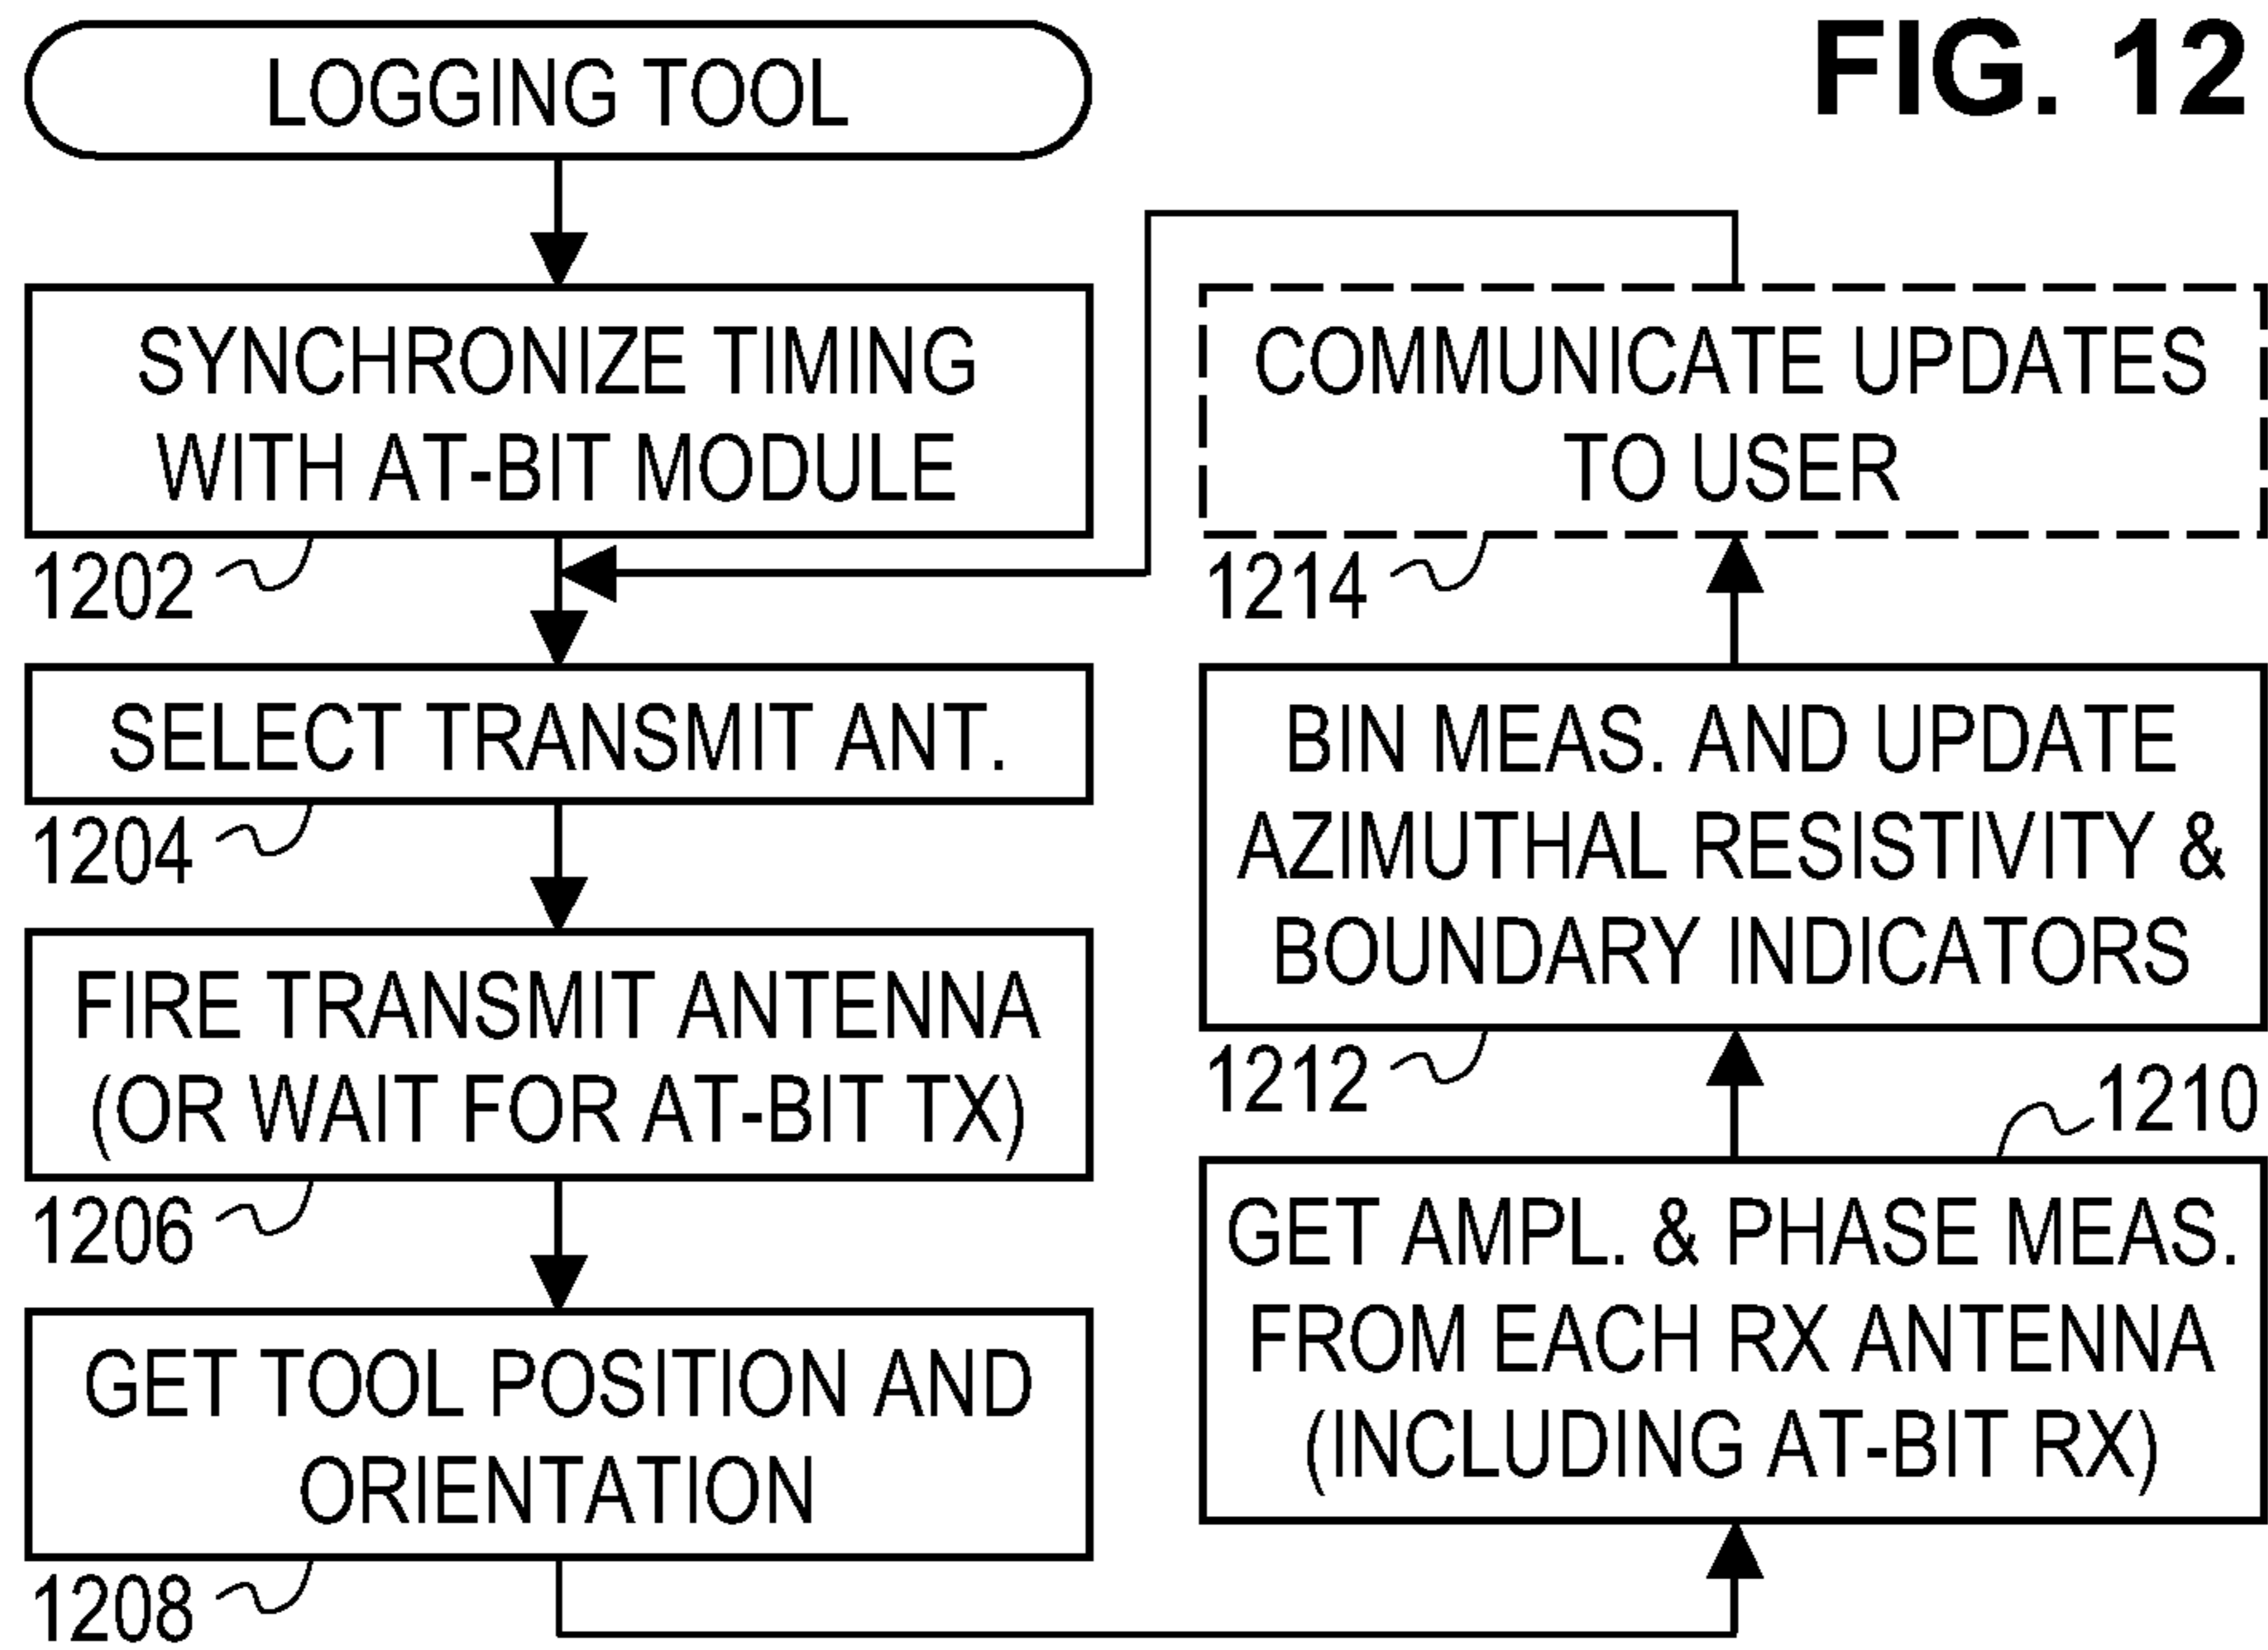 FIG. 12
LOGGING TOOL
SYNCHRONIZE TIMING
WITH AT-BIT MODULE
1202
SELECT TRANSMIT ANT.
1204
FIRE TRANSMIT ANTENNA
(OR WAIT FOR AT-BIT TX)
1206
GET TOOL POSITION AND
ORIENTATION
1208
GET AMPL. & PHASE MEAS.
FROM EACH RX ANTENNA
(INCLUDING AT-BIT RX)
1210
BIN MEAS. AND UPDATE
AZIMUTHAL RESISTIVITY &
BOUNDARY INDICATORS
1212
COMMUNICATE UPDATES
TO USER
1214